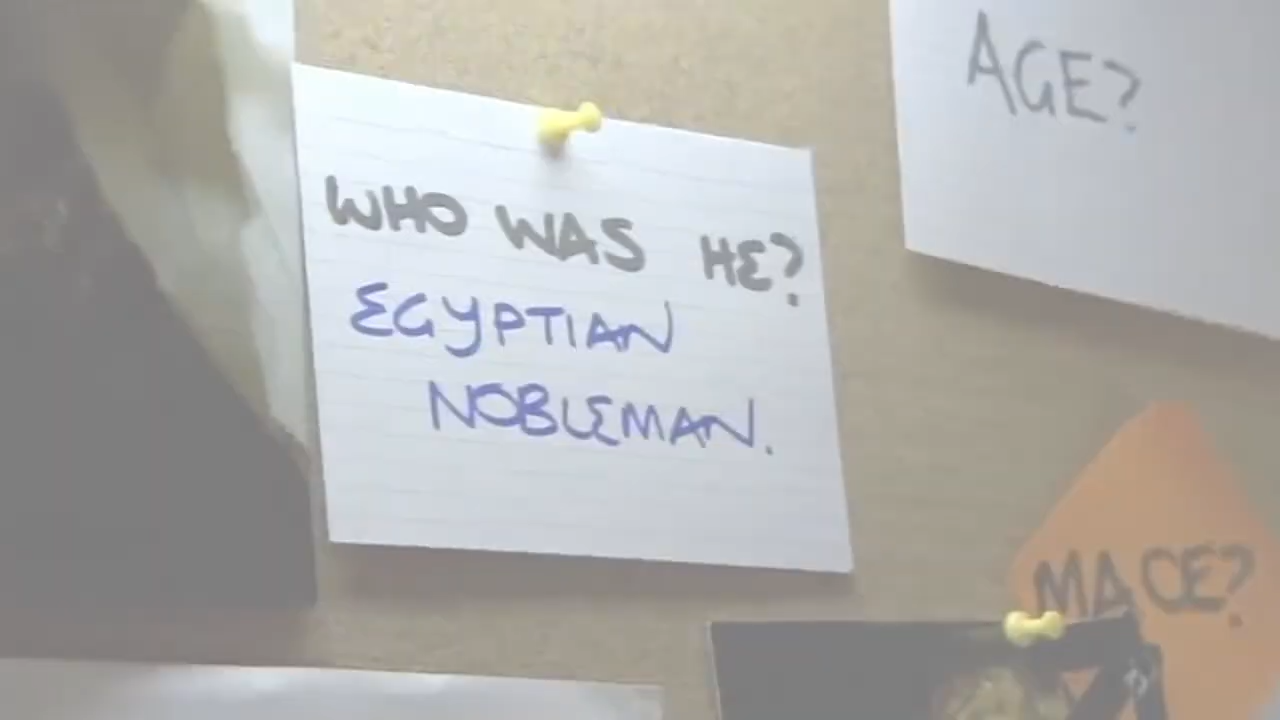 AGE?
WHO WAS HE?
EGYPTIAN
NOBLEMAN.
MACE?